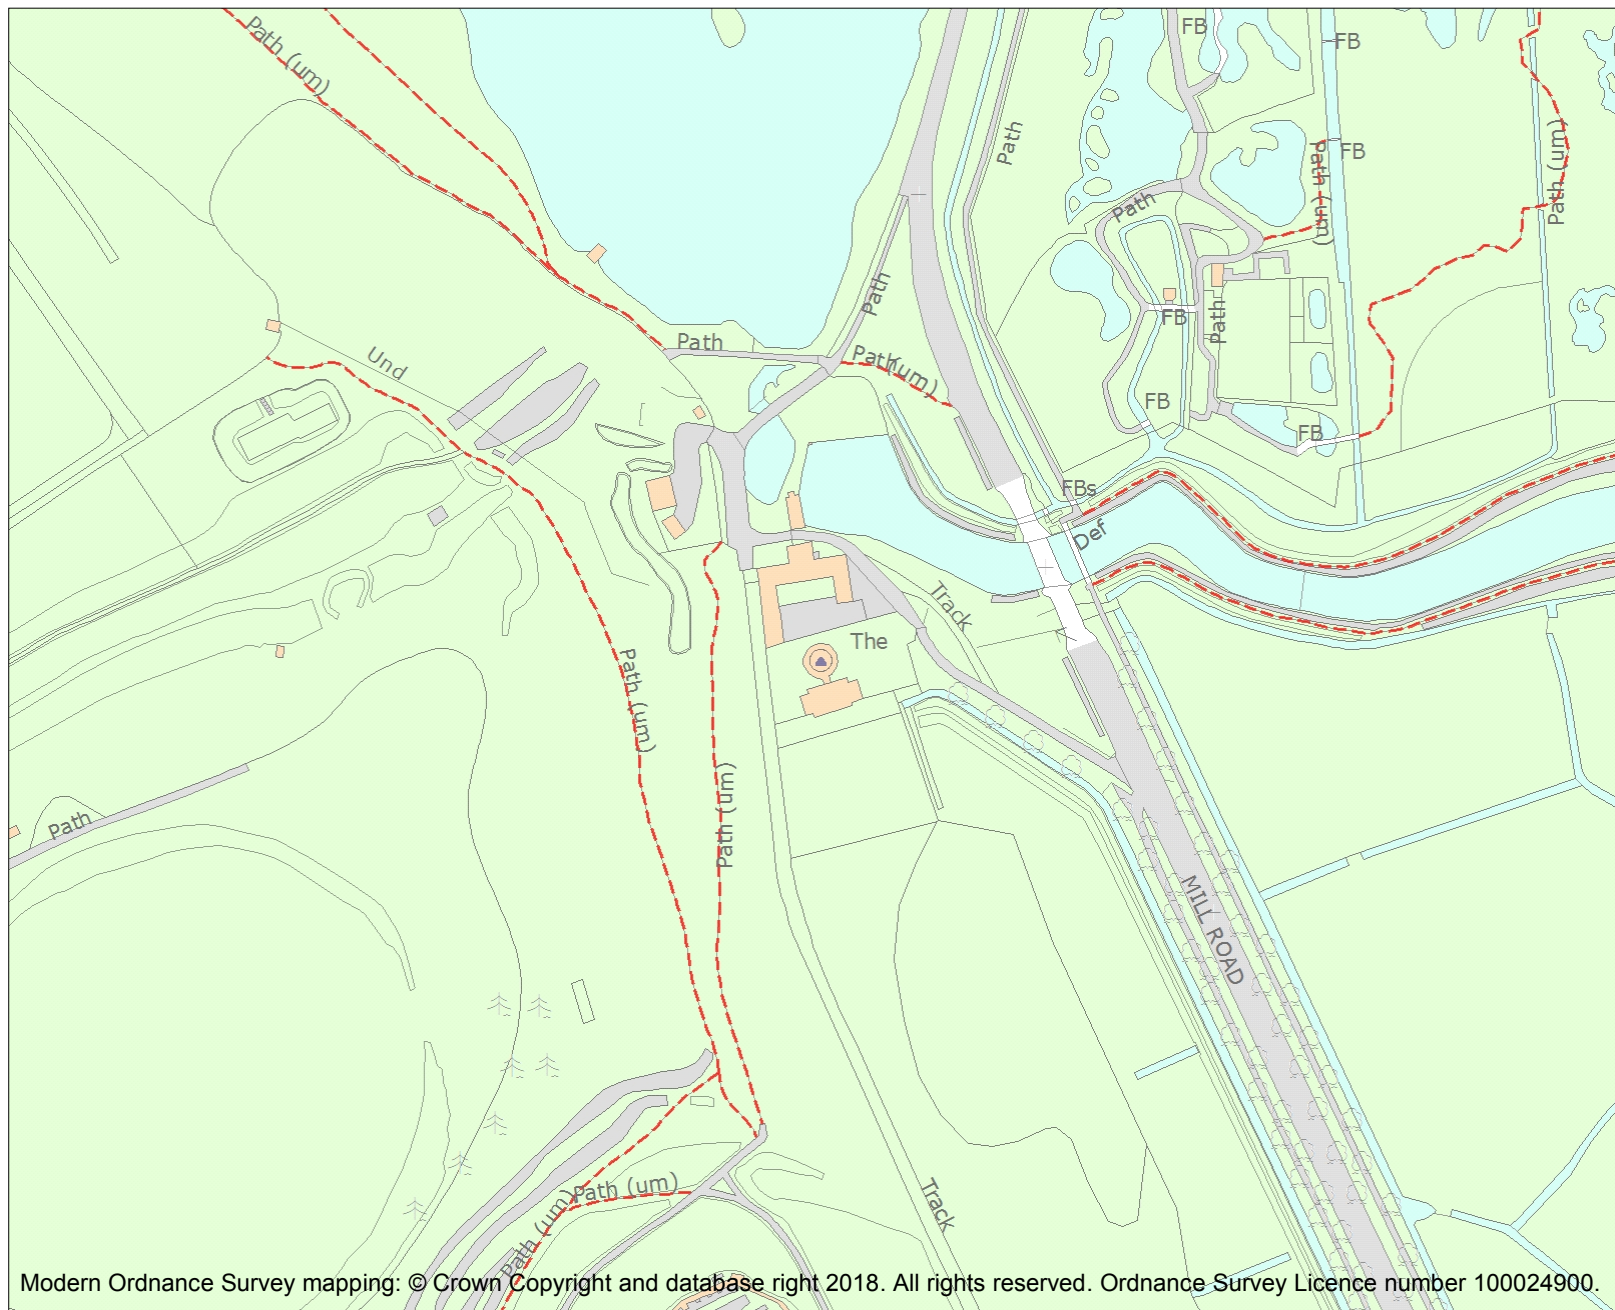 Path (um)
FB
FB
Path
FB
Path (um)
Path (um)
Path
Path
FB
Path
Path
Und
Path(um)
FB
FB
FBs
Def
Track
The
Path (um)
Path (um)
Path
MILL ROAD
Path (um)
Path (um)
Track
Modern Ordnance Survey mapping: © Crown Copyright and database right 2018. All rights reserved. Ordnance Survey Licence number 100024900.